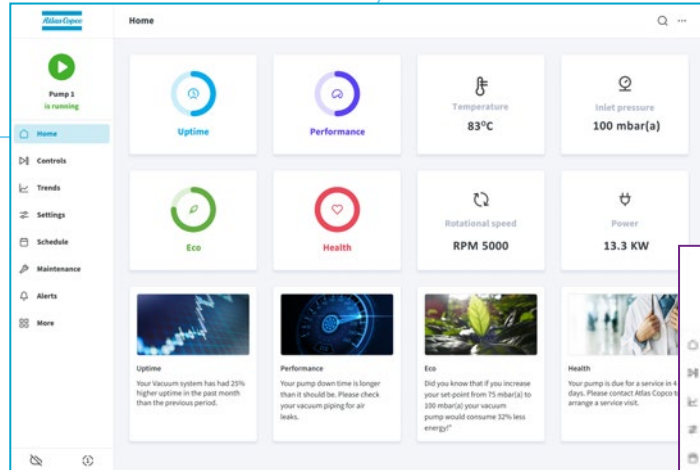 Atlas Copco
Home
Pump 1
is running
Home
Controls
Trends
Settings
Schedule
Maintenance
Alerts
More
Uptime
Performance
Temperature
83°C
Inlet pressure
100 mbar(a)
Eco
Health
Rotational speed
RPM 5000
Power
13.3 KW
Uptime
Your Vacuum system has had 25%
higher uptime in the past month
than the previous period.
Performance
Your pump down time is longer
than it should be. Please check
your vacuum piping for air
leaks.
Eco
Did you know that if you increase
your set-point from 75 mbar(a) to
100 mbar(a) your vacuum
pump would consume 32% less
energy!"
Health
Your pump is due for a service in 4
days. Please contact Atlas Copco to
arrange a service visit.